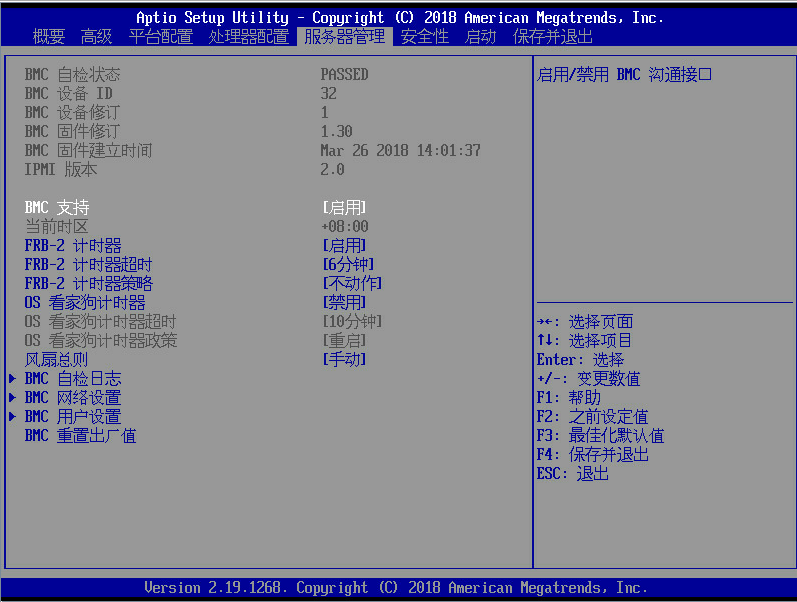 Aptio Setup Utility - Copyright (C) 2018 American Megatrends, Inc.
概要 高级 平台配置 处理器配置 服务器管理 安全性 启动 保存并退出
BMC 自检状态 PASSED
BMC 设备 ID 32
BMC 设备修订 1
BMC 固件修订 1.30
BMC 固件建立时间 Mar 26 2018 14:01:37
IPMI 版本 2.0
BMC 支持 [启用]
当前时区 +08:00
FRB-2 计时器 [启用]
FRB-2 计时器超时 [6分钟]
FRB-2 计时器策略 [不动作]
OS 看家狗计时器 [禁用]
OS 看家狗计时器超时 [10分钟]
OS 看家狗计时器政策 [重启]
风扇总则 [手动]
BMC 自检日志
BMC 网络设置
BMC 用户设置
BMC 重置出厂值
启用/禁用 BMC 沟通接口
→←: 选择页面
↑↓: 选择项目
Enter: 选择
+/-: 变更数值
F1: 帮助
F2: 之前设定值
F3: 最佳化默认值
F4: 保存并退出
ESC: 退出
Version 2.19.1268. Copyright (C) 2018 American Megatrends, Inc.